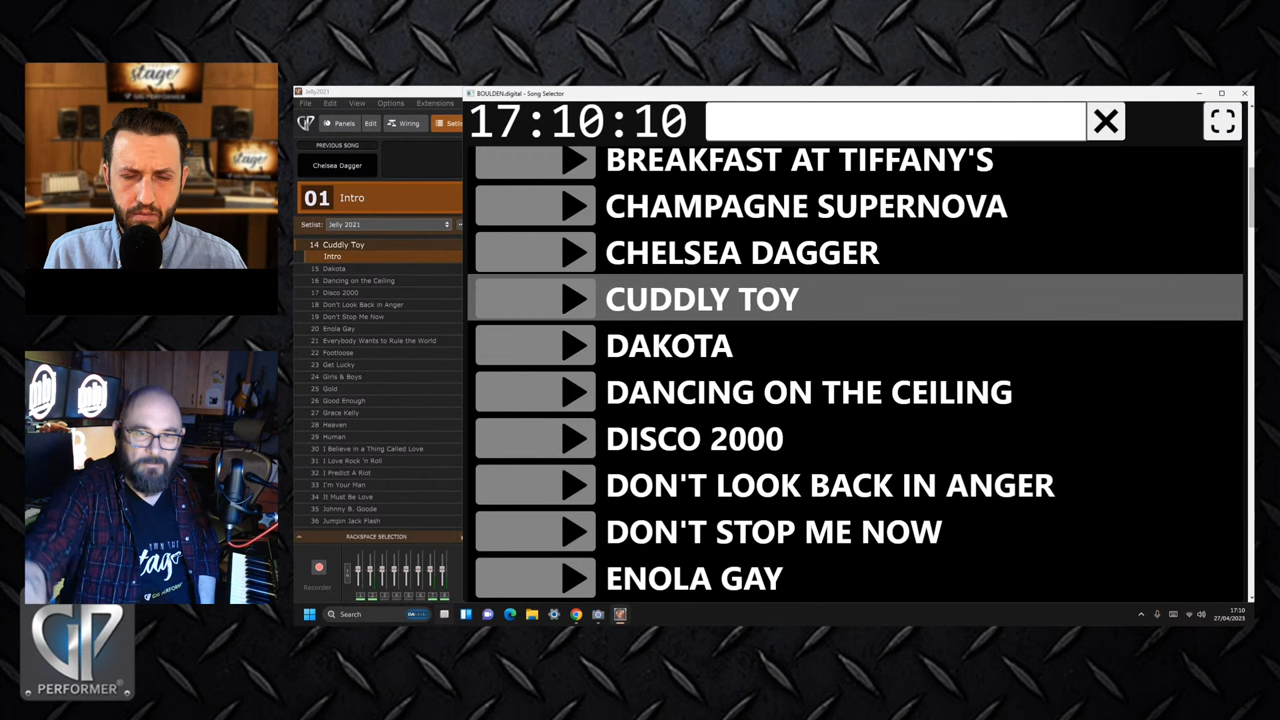 stage
stage
OWN THE
stage
GIG PERFORMER
GP
PERFORMER®
Jelly2021
File Edit View Options Extensions
Panels Edit Wiring
PREVIOUS SONG
Chelsea Dagger
01 Intro
Setlist: Jelly 2021
14 Cuddly Toy
Intro
15 Dakota
16 Dancing on the Ceiling
17 Disco 2000
18 Don't Look Back in Anger
19 Don't Stop Me Now
20 Enola Gay
21 Everybody Wants to Rule the World
22 Footloose
23 Get Lucky
24 Girls & Boys
25 Gold
26 Good Enough
27 Grace Kelly
28 Heaven
29 Human
30 I Believe in a Thing Called Love
31 I Love Rock 'n Roll
32 I Predict A Riot
33 I'm Your Man
34 It Must Be Love
35 Johnny B. Goode
36 Jumpin Jack Flash
RACKSPACE SELECTION
Recorder
BOULDEN.digital - Song Selector
17:10:10
BREAKFAST AT TIFFANY'S
CHAMPAGNE SUPERNOVA
CHELSEA DAGGER
CUDDLY TOY
DAKOTA
DANCING ON THE CEILING
DISCO 2000
DON'T LOOK BACK IN ANGER
DON'T STOP ME NOW
ENOLA GAY
Search
17:10
27/04/2023